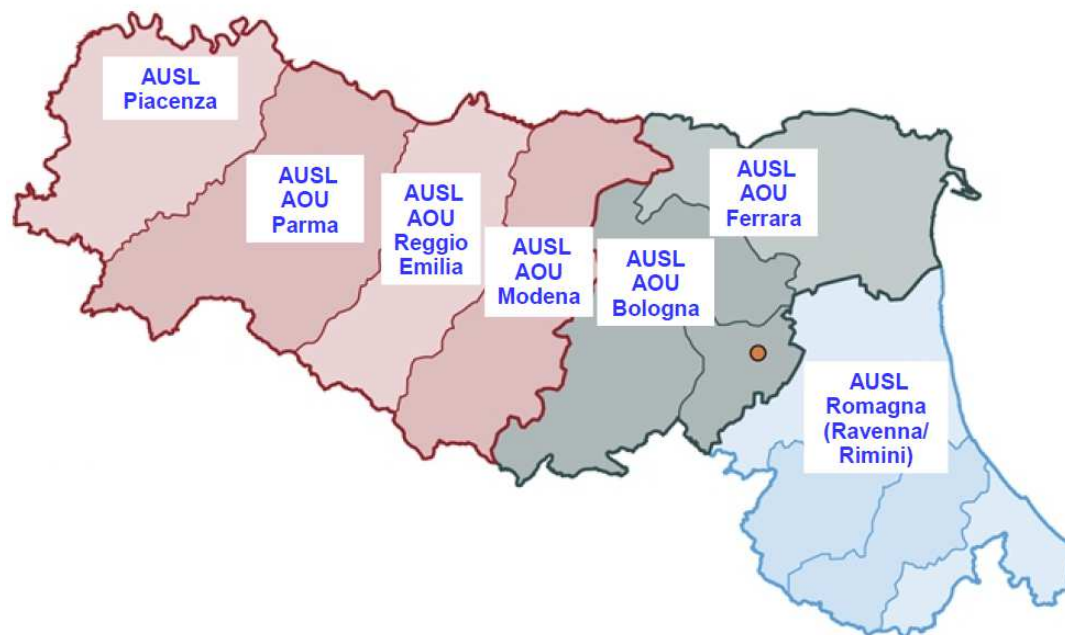 AUSL
Piacenza
AUSL
AOU
Parma
AUSL
AOU
Reggio
Emilia
AUSL
AOU
Modena
AUSL
AOU
Bologna
AUSL
AOU
Ferrara
AUSL
Romagna
(Ravenna/
Rimini)